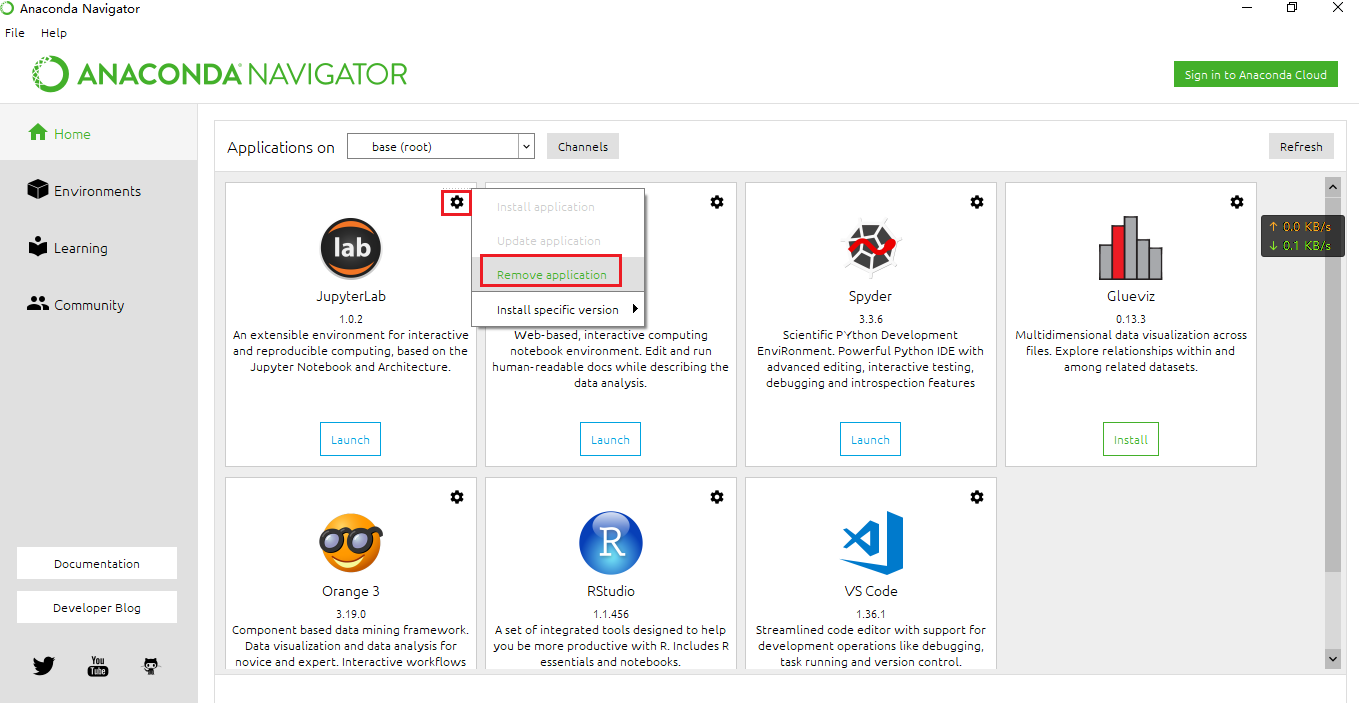 Anaconda Navigator
File Help
ANACONDA NAVIGATOR
Sign in to Anaconda Cloud
Home
Environments
Learning
Community
Documentation
Developer Blog
You
Tube
Applications on base (root) Channels Refresh
Install application
Update application
Remove application
Install specific version
lab
JupyterLab
1.0.2
An extensible environment for interactive
and reproducible computing, based on the
Jupyter Notebook and Architecture.
Launch
Web-based, interactive computing
notebook environment. Edit and run
human-readable docs while describing the
data analysis.
Launch
Spyder
3.3.6
Scientific PYthon Development
EnviRonment. Powerful Python IDE with
advanced editing, interactive testing,
debugging and introspection features
Launch
Glueviz
0.13.3
Multidimensional data visualization across
files. Explore relationships within and
among related datasets.
Install
↑ 0.0 KB/s
↓ 0.1 KB/s
Orange 3
3.19.0
Component based data mining framework.
Data visualization and data analysis for
novice and expert. Interactive workflows
R
RStudio
1.1.456
A set of integrated tools designed to help
you be more productive with R. Includes R
essentials and notebooks.
VS Code
1.36.1
Streamlined code editor with support for
development operations like debugging,
task running and version control.